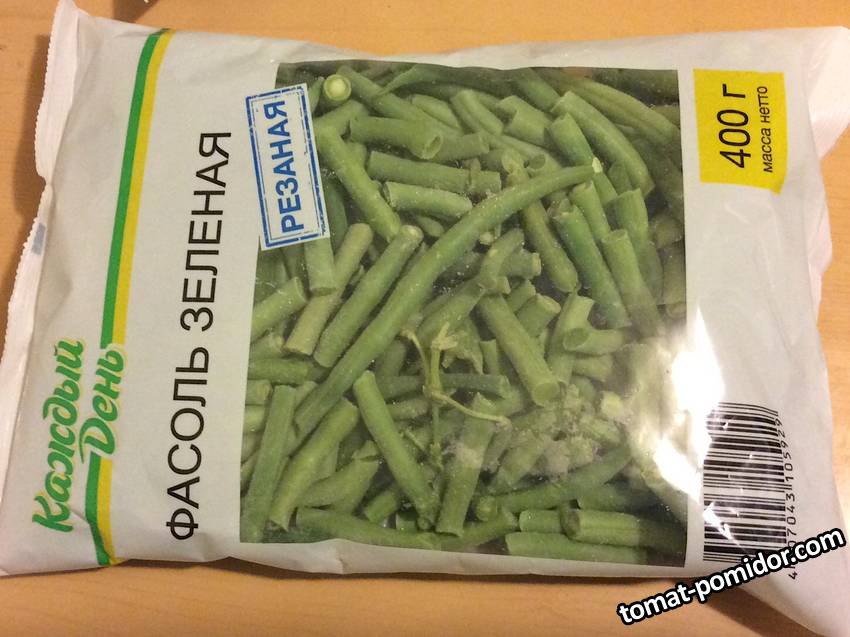 Каждый
День
ФАСОЛЬ ЗЕЛЕНАЯ
РЕЗАНАЯ
400 г
масса нетто
tomat-pomidor.com